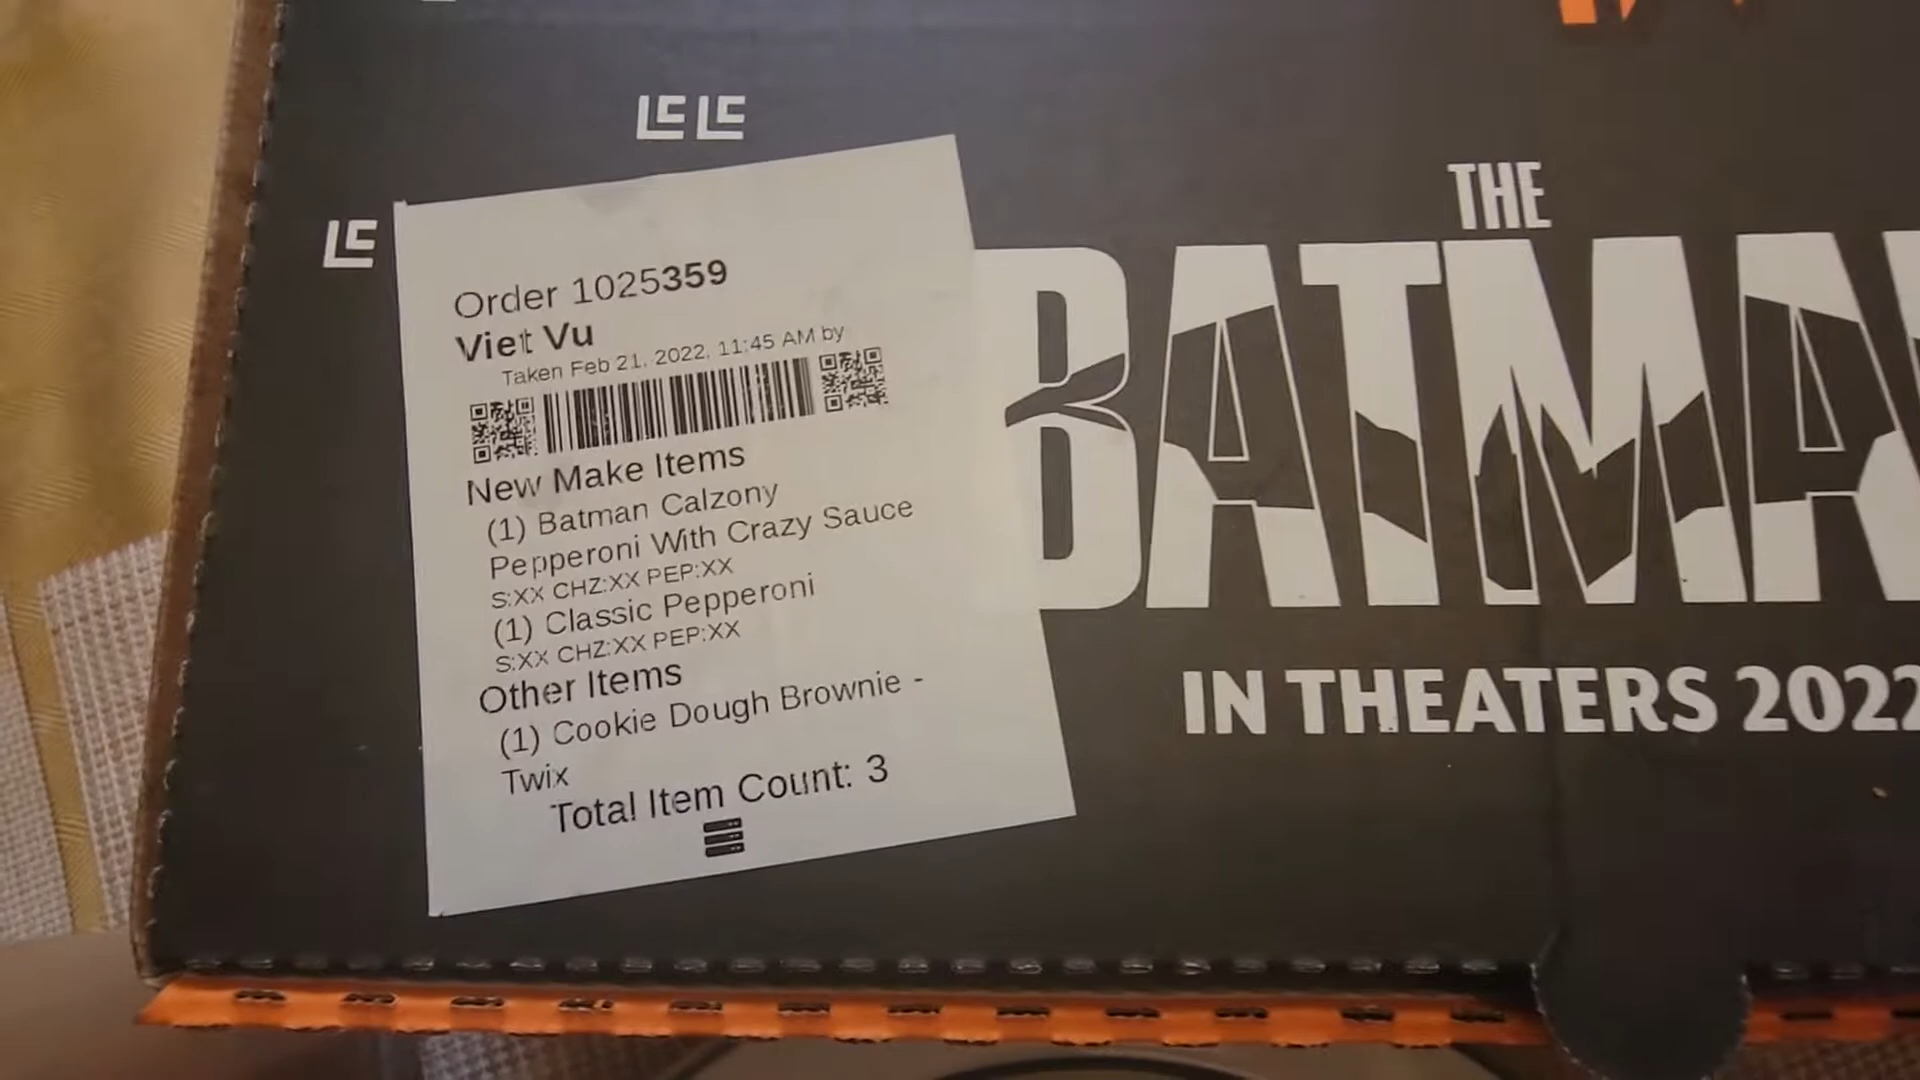 THE
BATMA
IN THEATERS 2022
Order 1025359
Viet Vu
Taken Feb 21, 2022, 11:45 AM by
New Make Items
(1) Batman Calzony
Pepperoni With Crazy Sauce
S:XX CHZ:XX PEP:XX
(1) Classic Pepperoni
S:XX CHZ:XX PEP:XX
Other Items
(1) Cookie Dough Brownie -
Twix
Total Item Count: 3